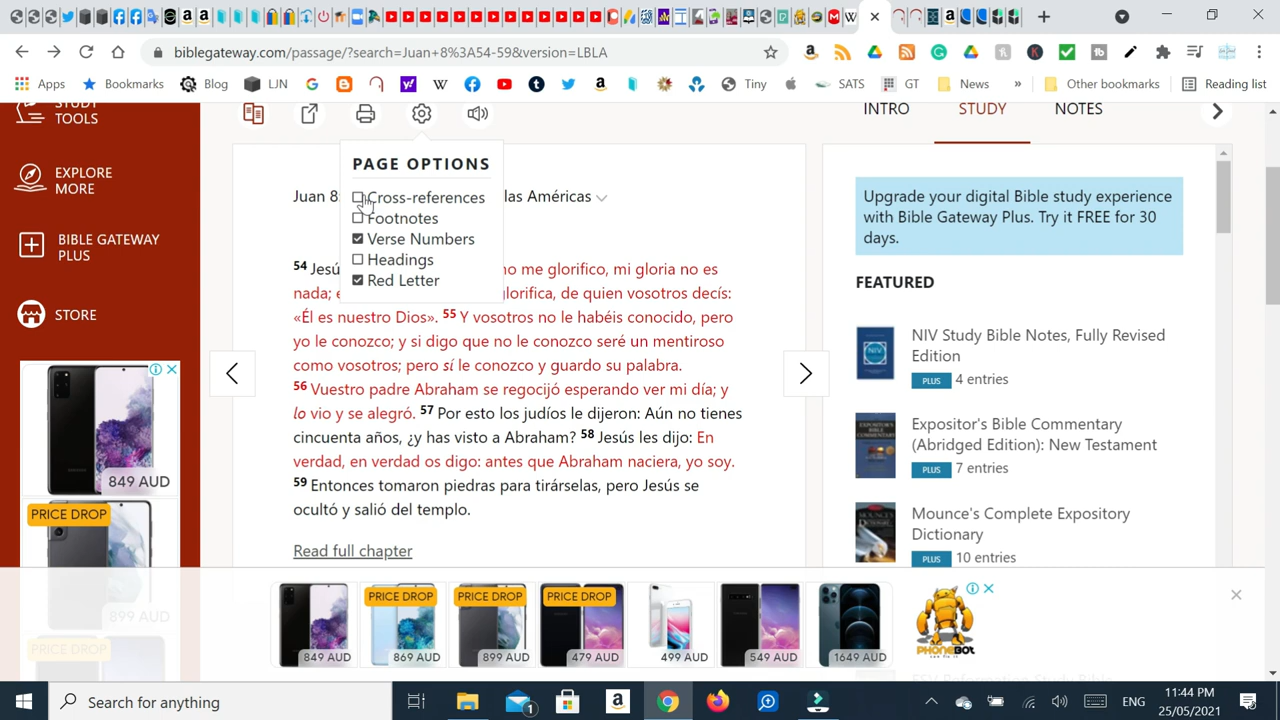 biblegateway.com/passage/?search=Juan+8%3A54-59&version=LBLA
Apps
Bookmarks
Blog
LJN
Tiny
SATS
GT
News
»
Other bookmarks
Reading list
STUDY
TOOLS
EXPLORE
MORE
BIBLE GATEWAY
PLUS
STORE
849 AUD
PRICE DROP
899 AUD
PRICE DROP
PAGE OPTIONS
Cross-references
Footnotes
Verse Numbers
Headings
Red Letter
Juan 8 las Américas
54 Jesú o me glorifico, mi gloria no es
nada; e glorifica, de quien vosotros decís:
«Él es nuestro Dios». 55 Y vosotros no le habéis conocido, pero
yo le conozco; y si digo que no le conozco seré un mentiroso
como vosotros; pero sí le conozco y guardo su palabra.
56 Vuestro padre Abraham se regocijó esperando ver mi día; y
lo vio y se alegró. 57 Por esto los judíos le dijeron: Aún no tienes
cincuenta años, ¿y has visto a Abraham? 58 Jesús les dijo: En
verdad, en verdad os digo: antes que Abraham naciera, yo soy.
59 Entonces tomaron piedras para tirárselas, pero Jesús se
ocultó y salió del templo.
Read full chapter
INTRO
STUDY
NOTES
Upgrade your digital Bible study experience
with Bible Gateway Plus. Try it FREE for 30
days.
FEATURED
NIV Study Bible Notes, Fully Revised
Edition
PLUS 4 entries
Expositor's Bible Commentary
(Abridged Edition): New Testament
PLUS 7 entries
Mounce's Complete Expository
Dictionary
PLUS 10 entries
849 AUD
PRICE DROP
869 AUD
PRICE DROP
899 AUD
PRICE DROP
479 AUD
499 AUD
549 AUD
1649 AUD
PHONEBOT
Search for anything
1
ENG
11:44 PM
25/05/2021